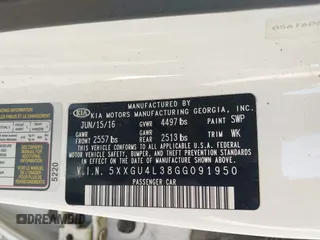 MANUFACTURED BY
KIA MOTORS MANUFACTURING GEORGIA, INC.
KIA
JUN/15/16 GVWR 4497 lbs PAINT SWP
GAWR FRONT 2557 lbs GAWR REAR 2513 lbs TRIM WK
THIS VEHICLE CONFORMS TO ALL APPLICABLE U.S. FEDERAL
MOTOR VEHICLE SAFETY, BUMPER, AND THEFT PREVENTION
STANDARDS IN EFFECT ON THE DATE OF MANUFACTURE
SHOWN ABOVE.
V.I.N. 5XXGU4L38GG091950
PASSENGER CAR
5220
DRIVEDAMAGED